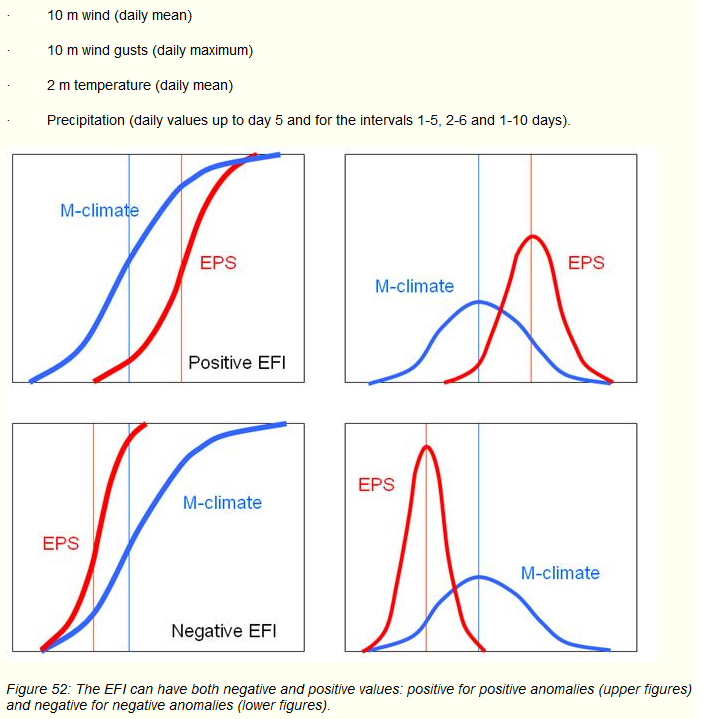 · 10 m wind (daily mean)
· 10 m wind gusts (daily maximum)
· 2 m temperature (daily mean)
· Precipitation (daily values up to day 5 and for the intervals 1-5, 2-6 and 1-10 days).
M-climate
EPS
Positive EFI
M-climate
EPS
EPS
M-climate
Negative EFI
EPS
M-climate
Figure 52: The EFI can have both negative and positive values: positive for positive anomalies (upper figures)
and negative for negative anomalies (lower figures).